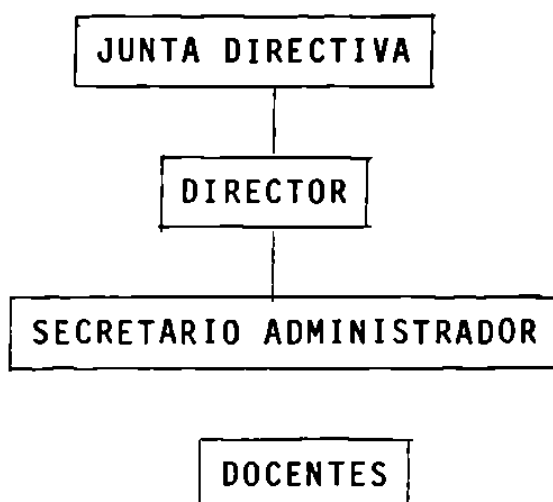 JUNTA DIRECTIVA
DIRECTOR
SECRETARIO ADMINISTRADOR
DOCENTES